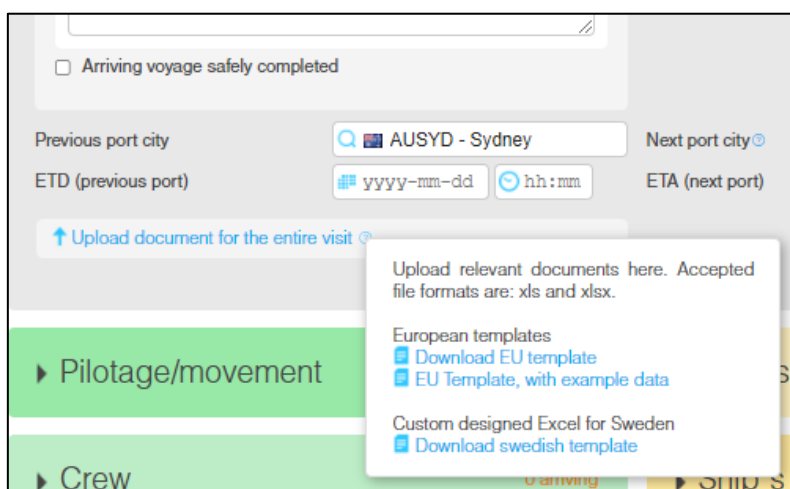 Arriving voyage safely completed
Previous port city
AUSYD - Sydney
Next port city
ETD (previous port)
yyyy-mm-dd
hh:mm
ETA (next port)
Upload document for the entire visit
Upload relevant documents here. Accepted
file formats are: xls and xlsx.
European templates
Download EU template
EU Template, with example data
Custom designed Excel for Sweden
Download swedish template
Pilotage/movement
Crew
0 arriving
Ship's